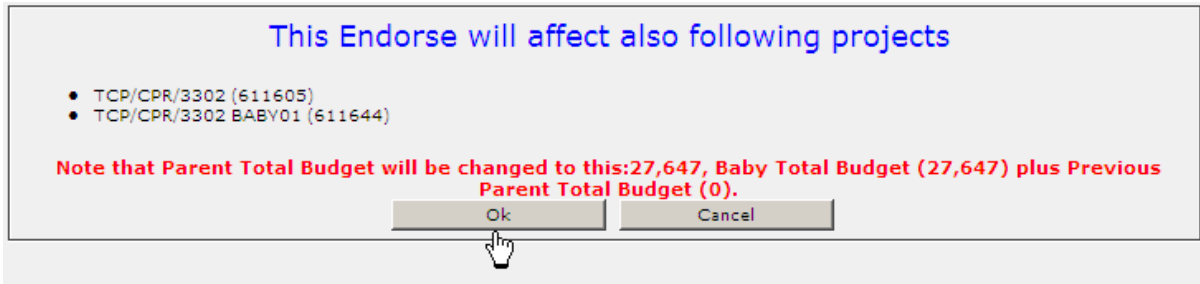 This Endorse will affect also following projects
TCP/CPR/3302 (611605)
TCP/CPR/3302 BABY01 (611644)
Note that Parent Total Budget will be changed to this:27,647, Baby Total Budget (27,647) plus Previous
Parent Total Budget (0).
Ok Cancel